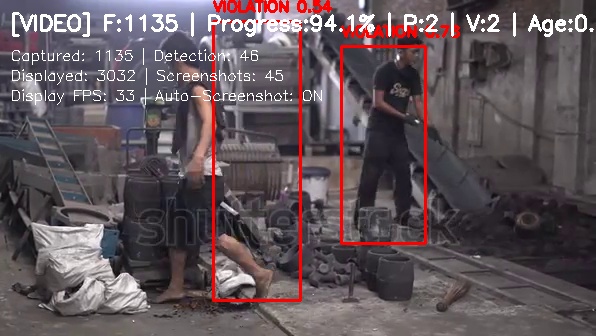 VIOLATION 0.54
[VIDEO] F:1135 | Progress:94.1% | P:2 | V:2 | Age:0.
Captured: 1135 | Detection: 46
Displayed: 3032 | Screenshots: 45
Display FPS: 33 | Auto-Screenshot: ON
shutterstock